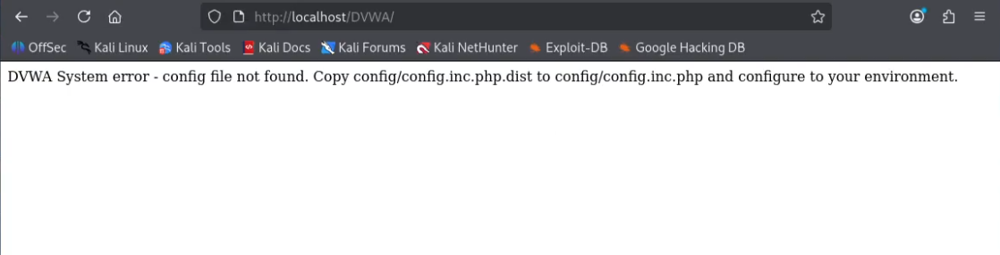 http://localhost/DVWA/
OffSec Kali Linux Kali Tools Kali Docs Kali Forums Kali NetHunter Exploit-DB Google Hacking DB
DVWA System error - config file not found. Copy config/config.inc.php.dist to config/config.inc.php and configure to your environment.